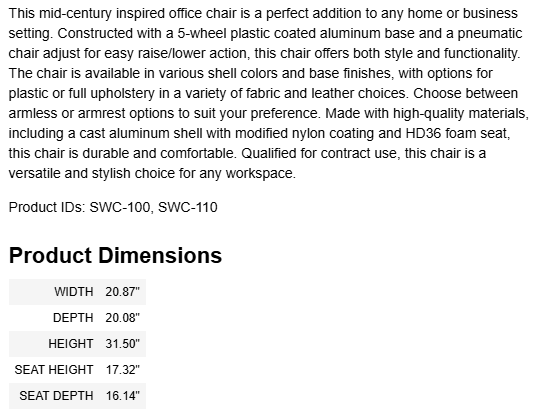 This mid-century inspired office chair is a perfect addition to any home or business
setting. Constructed with a 5-wheel plastic coated aluminum base and a pneumatic
chair adjust for easy raise/lower action, this chair offers both style and functionality.
The chair is available in various shell colors and base finishes, with options for
plastic or full upholstery in a variety of fabric and leather choices. Choose between
armless or armrest options to suit your preference. Made with high-quality materials,
including a cast aluminum shell with modified nylon coating and HD36 foam seat,
this chair is durable and comfortable. Qualified for contract use, this chair is a
versatile and stylish choice for any workspace.
Product IDs: SWC-100, SWC-110
Product Dimensions
WIDTH 20.87"
DEPTH 20.08"
HEIGHT 31.50"
SEAT HEIGHT 17.32"
SEAT DEPTH 16.14"